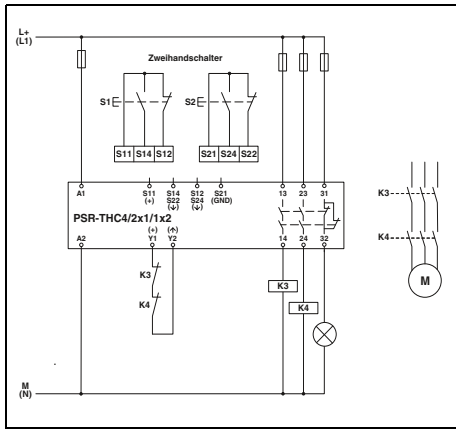 L+
(L1)
Zweihandschalter
S1 S2
S11 S14 S12 S21 S24 S22
A1 S11 S14 S12 S21 13 23 31
(+) S22 S24 (GND)
(↓) (↓)
PSR-THC4/2x1/1x2
(+) (↑)
A2 Y1 Y2 14 24 32
K3
K4
K3
K4
K3
K4
M
M
(N)